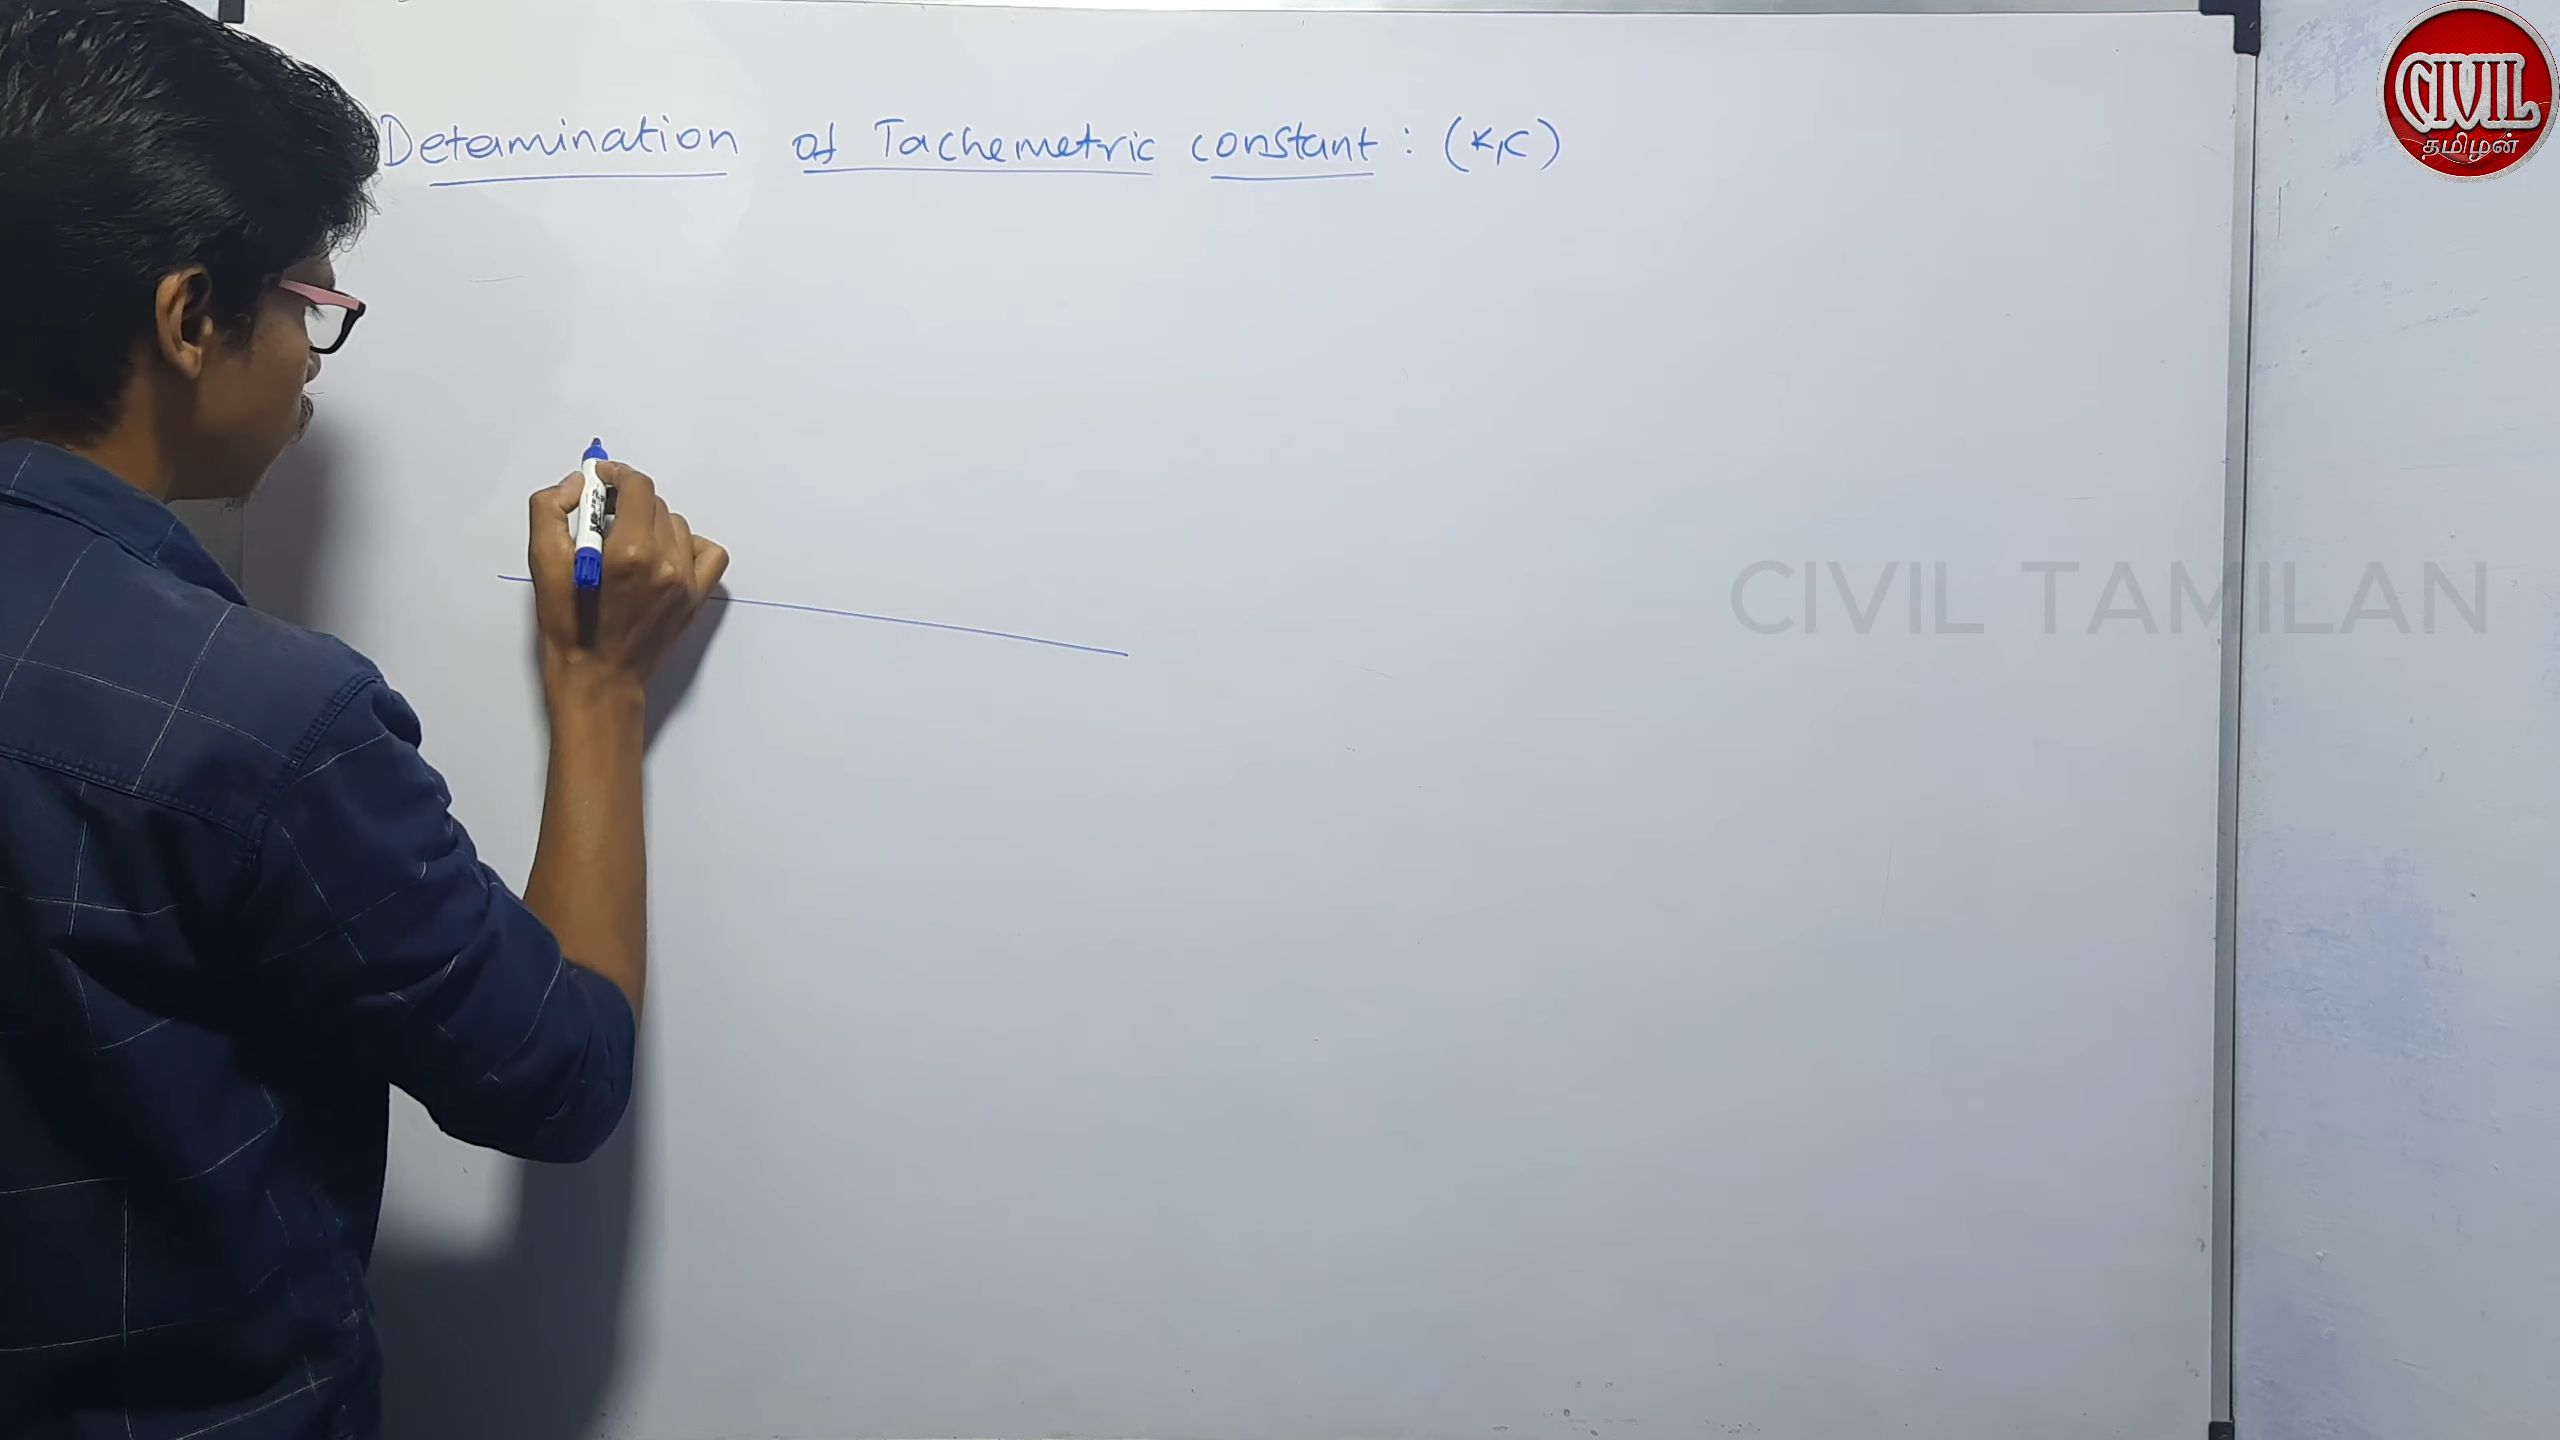 Detamination of Tachemetric constant : (K,C)
CIVIL
தமிழன்
CIVIL TAMILAN